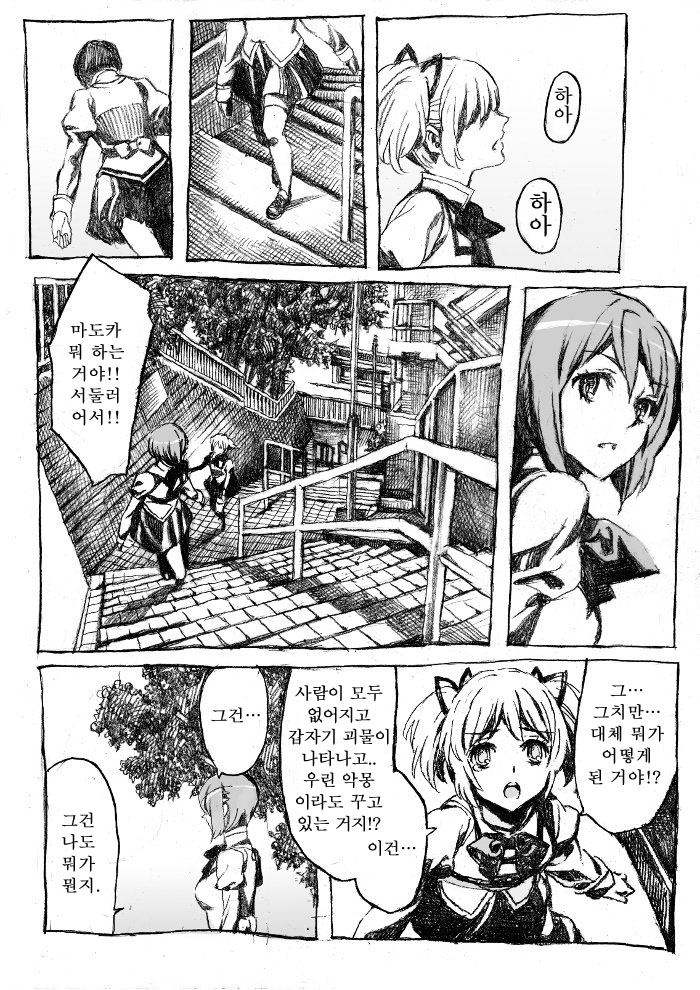 하아
하아
마도카
뭐 하는
거야!!
서둘러
어서!!
그…
그치만…
대체 뭐가
어떻게
된 거야!?
사람이 모두
없어지고
갑자기 괴물이
나타나고..
우린 악몽
이라도 꾸고
있는 거지!?
이건…
그건…
그건
나도
뭐가
뭔지.